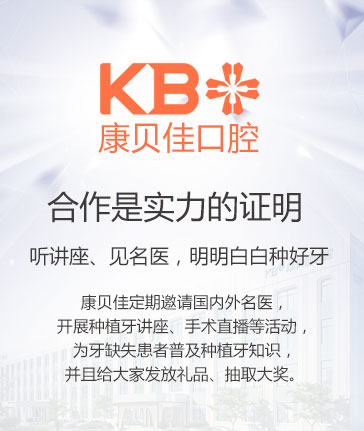 KB
康贝佳口腔
合作是实力的证明
听讲座、见名医，明明白白种好牙
康贝佳定期邀请国内外名医，
开展种植牙讲座、手术直播等活动，
为牙缺失患者普及种植牙知识，
并且给大家发放礼品、抽取大奖。